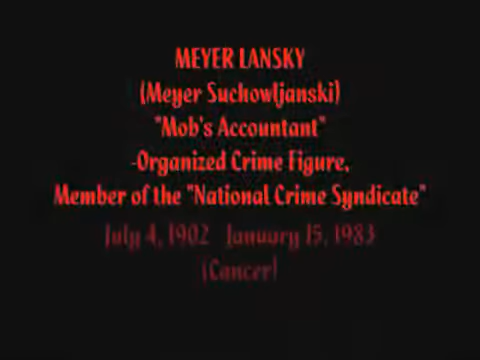 MEYER LANSKY
(Meyer Suchowljanski)
"Mob's Accountant"
-Organized Crime Figure,
Member of the "National Crime Syndicate"
July 4, 1902   January 15, 1983
(Cancer)